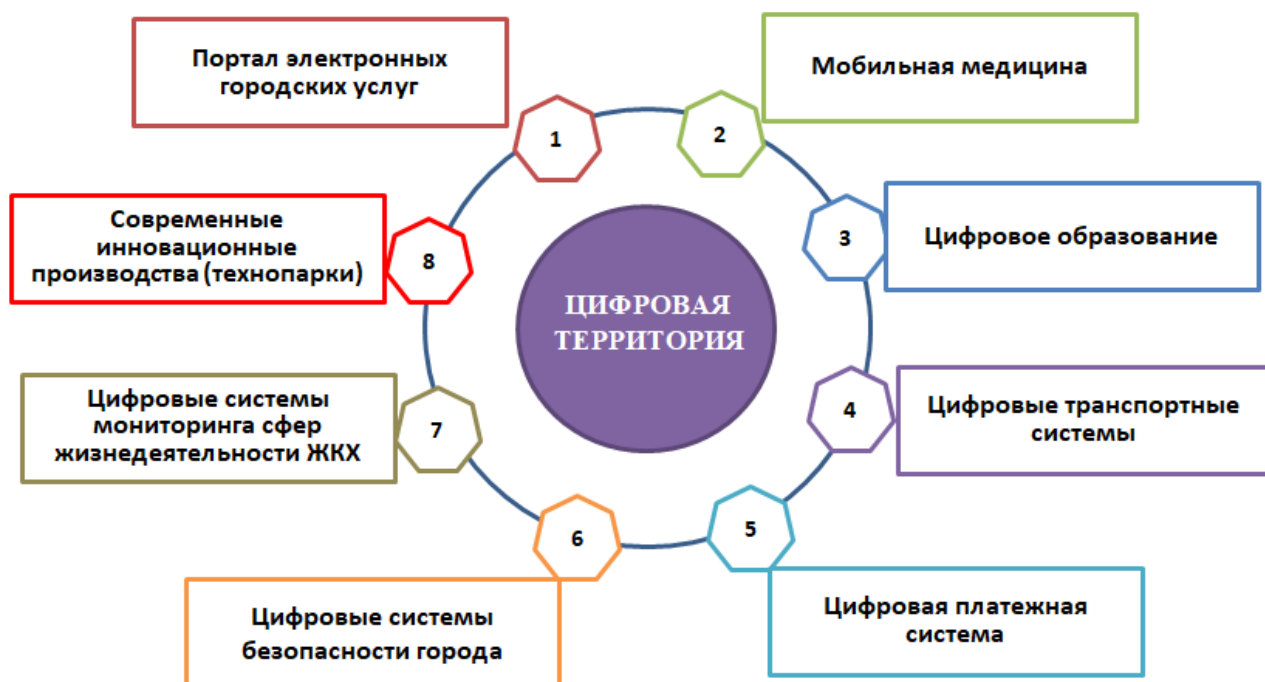 Портал электронных
городских услуг
1
2
Мобильная медицина
3
Цифровое образование
4
Цифровые транспортные
системы
5
Цифровая платежная
система
6
Цифровые системы
безопасности города
7
Цифровые системы
мониторинга сфер
жизнедеятельности ЖКХ
8
Современные
инновационные
производства (технопарки)
ЦИФРОВАЯ
ТЕРРИТОРИЯ